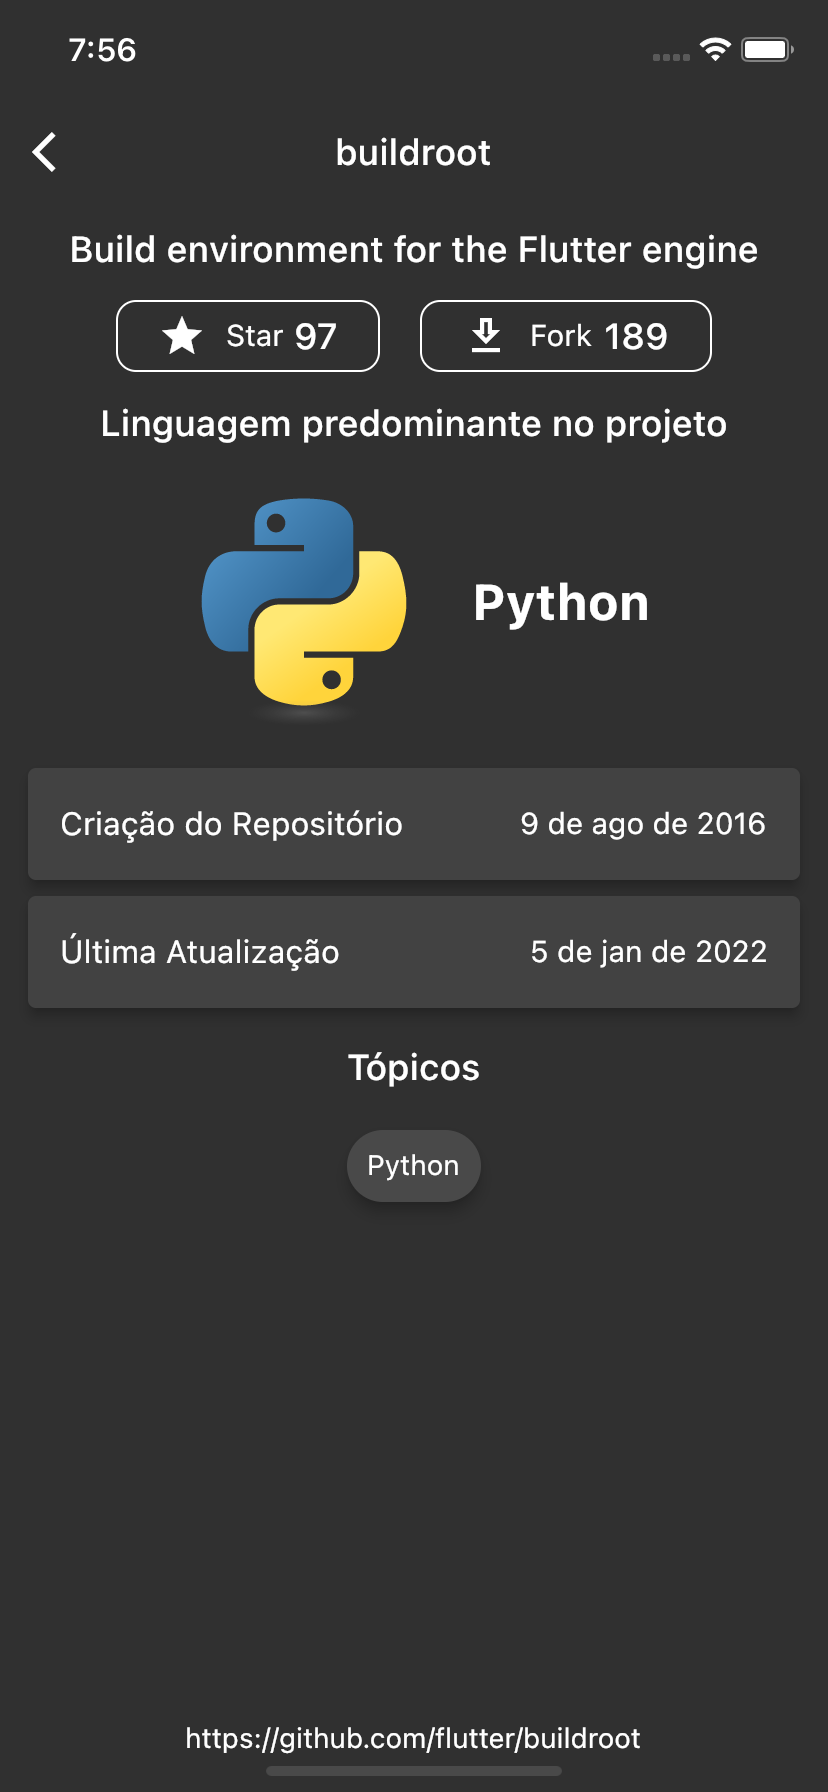 7:56
buildroot
Build environment for the Flutter engine
Star 97
Fork 189
Linguagem predominante no projeto
Python
Criação do Repositório 9 de ago de 2016
Última Atualização 5 de jan de 2022
Tópicos
Python
https://github.com/flutter/buildroot